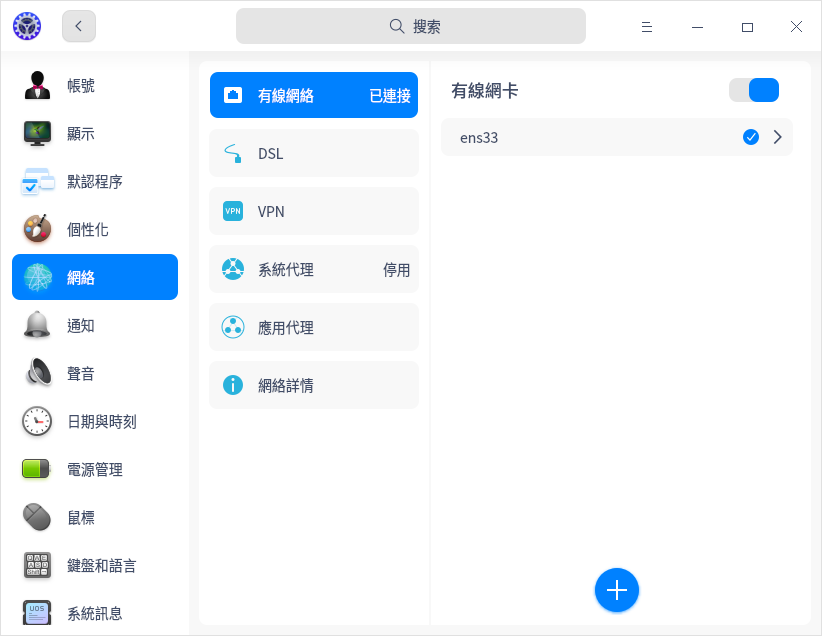 搜索
帳號
顯示
默認程序
個性化
網絡
通知
聲音
日期與時刻
電源管理
鼠標
鍵盤和語言
UOS
系統訊息
有線網絡 已連接
DSL
VPN VPN
系統代理 停用
應用代理
網絡詳情
有線網卡
ens33